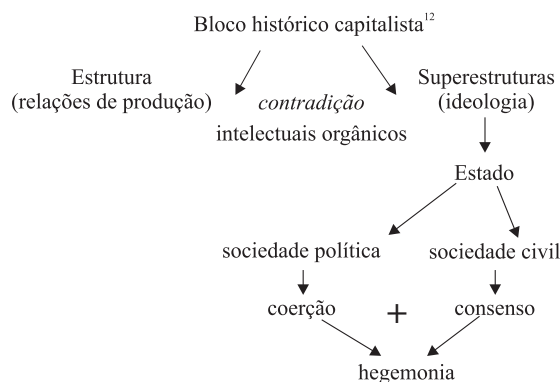 Bloco histórico capitalista12
Estrutura
(relações de produção)
contradição
intelectuais orgânicos
Superestruturas
(ideologia)
Estado
sociedade política
sociedade civil
coerção
+
consenso
hegemonia